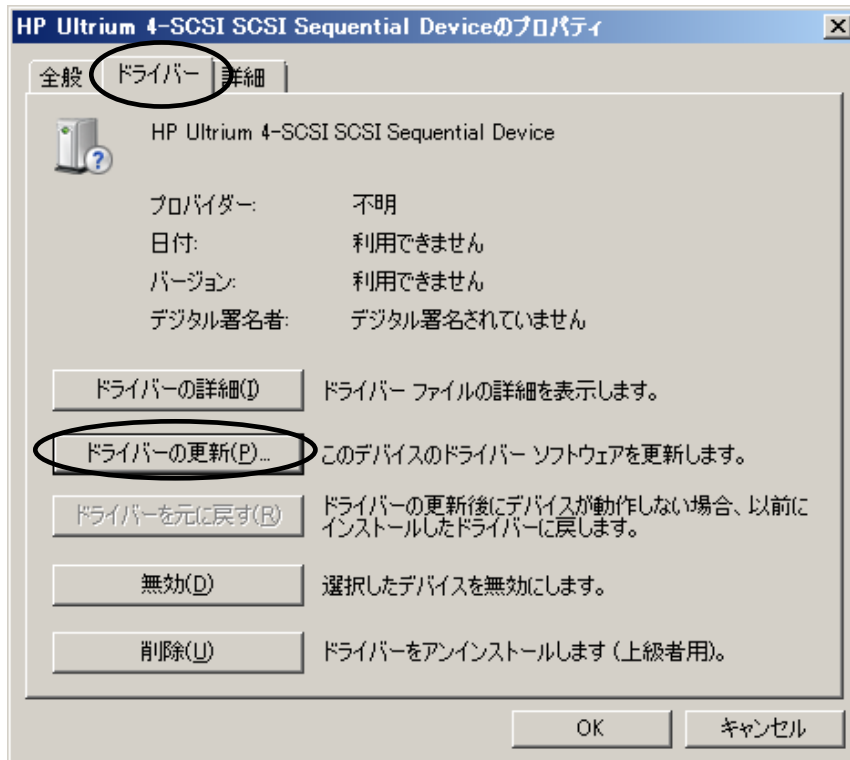 HP Ultrium 4-SCSI SCSI Sequential Deviceのプロパティ
全般 ドライバー 詳細
HP Ultrium 4-SCSI SCSI Sequential Device
プロバイダー: 不明
日付: 利用できません
バージョン: 利用できません
デジタル署名者: デジタル署名されていません
ドライバーの詳細(I) ドライバー ファイルの詳細を表示します。
ドライバーの更新(P)... このデバイスのドライバー ソフトウェアを更新します。
ドライバーを元に戻す(R) ドライバーの更新後にデバイスが動作しない場合、以前に
インストールしたドライバーに戻します。
無効(D) 選択したデバイスを無効にします。
削除(U) ドライバーをアンインストールします (上級者用)。
OK キャンセル